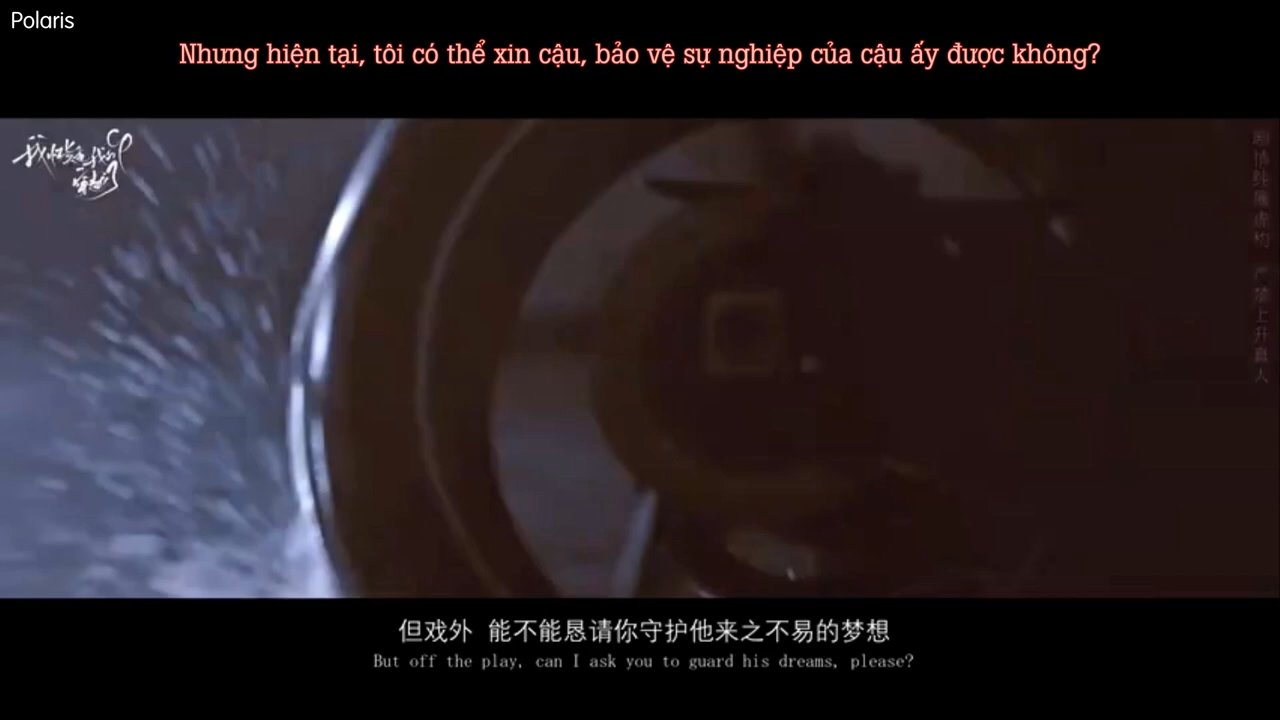 Polaris
Nhưng hiện tại, tôi có thể xin cậu, bảo vệ sự nghiệp của cậu ấy được không?
但戏外 能不能恳请你守护他来之不易的梦想
But off the play, can I ask you to guard his dreams, please?